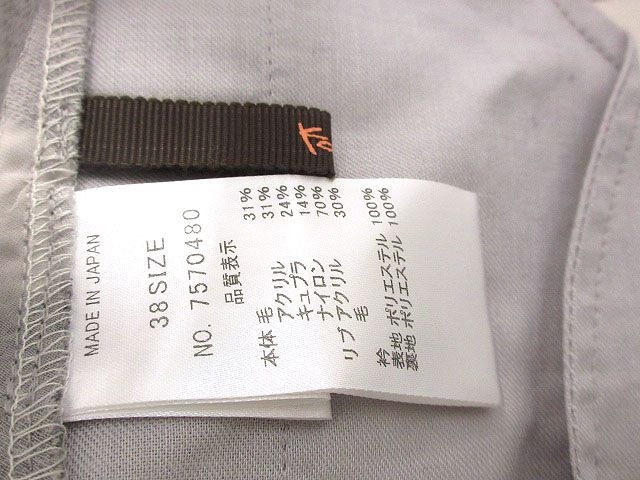 MADE IN JAPAN
38 SIZE
NO. 7570480
品質表示
本体 毛 31%
アクリル 31%
キュプラ 24%
ナイロン 14%
リブ アクリル 70%
毛 30%
衿
表地 ポリエステル 100%
裏地 ポリエステル 100%